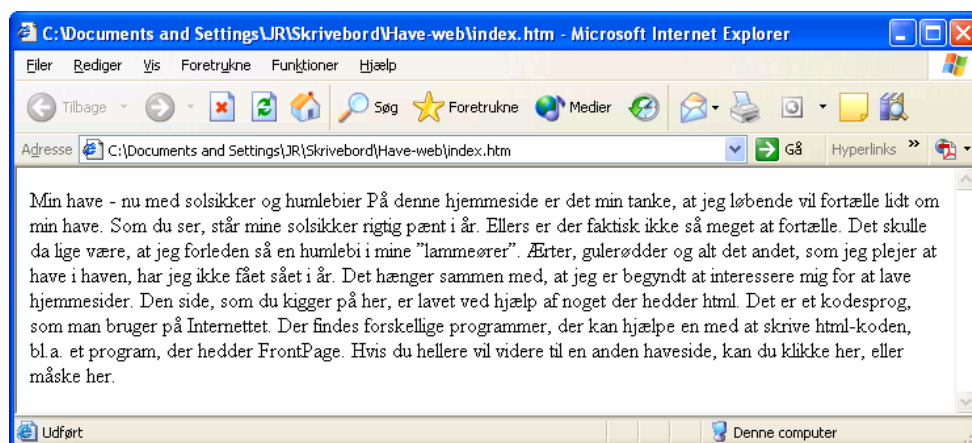 C:\Documents and Settings\JR\Skrivebord\Have-web\index.htm - Microsoft Internet Explorer
Filer Rediger Vis Foretrukne Funktioner Hjælp
Tilbage Søg Foretrukne Medier
Adresse C:\Documents and Settings\JR\Skrivebord\Have-web\index.htm Gå Hyperlinks »
Min have - nu med solsikker og humlebier På denne hjemmeside er det min tanke, at jeg løbende vil fortælle lidt om
min have. Som du ser, står mine solsikker rigtig pænt i år. Ellers er der faktisk ikke så meget at fortælle. Det skulle
da lige være, at jeg forleden så en humlebi i mine ”lammeører”. Ærter, gulerødder og alt det andet, som jeg plejer at
have i haven, har jeg ikke fået sået i år. Det hænger sammen med, at jeg er begyndt at interessere mig for at lave
hjemmesider. Den side, som du kigger på her, er lavet ved hjælp af noget der hedder html. Det er et kodesprog,
som man bruger på Internettet. Der findes forskellige programmer, der kan hjælpe en med at skrive html-koden,
bl.a. et program, der hedder FrontPage. Hvis du hellere vil videre til en anden haveside, kan du klikke her, eller
måske her.
Udført Denne computer